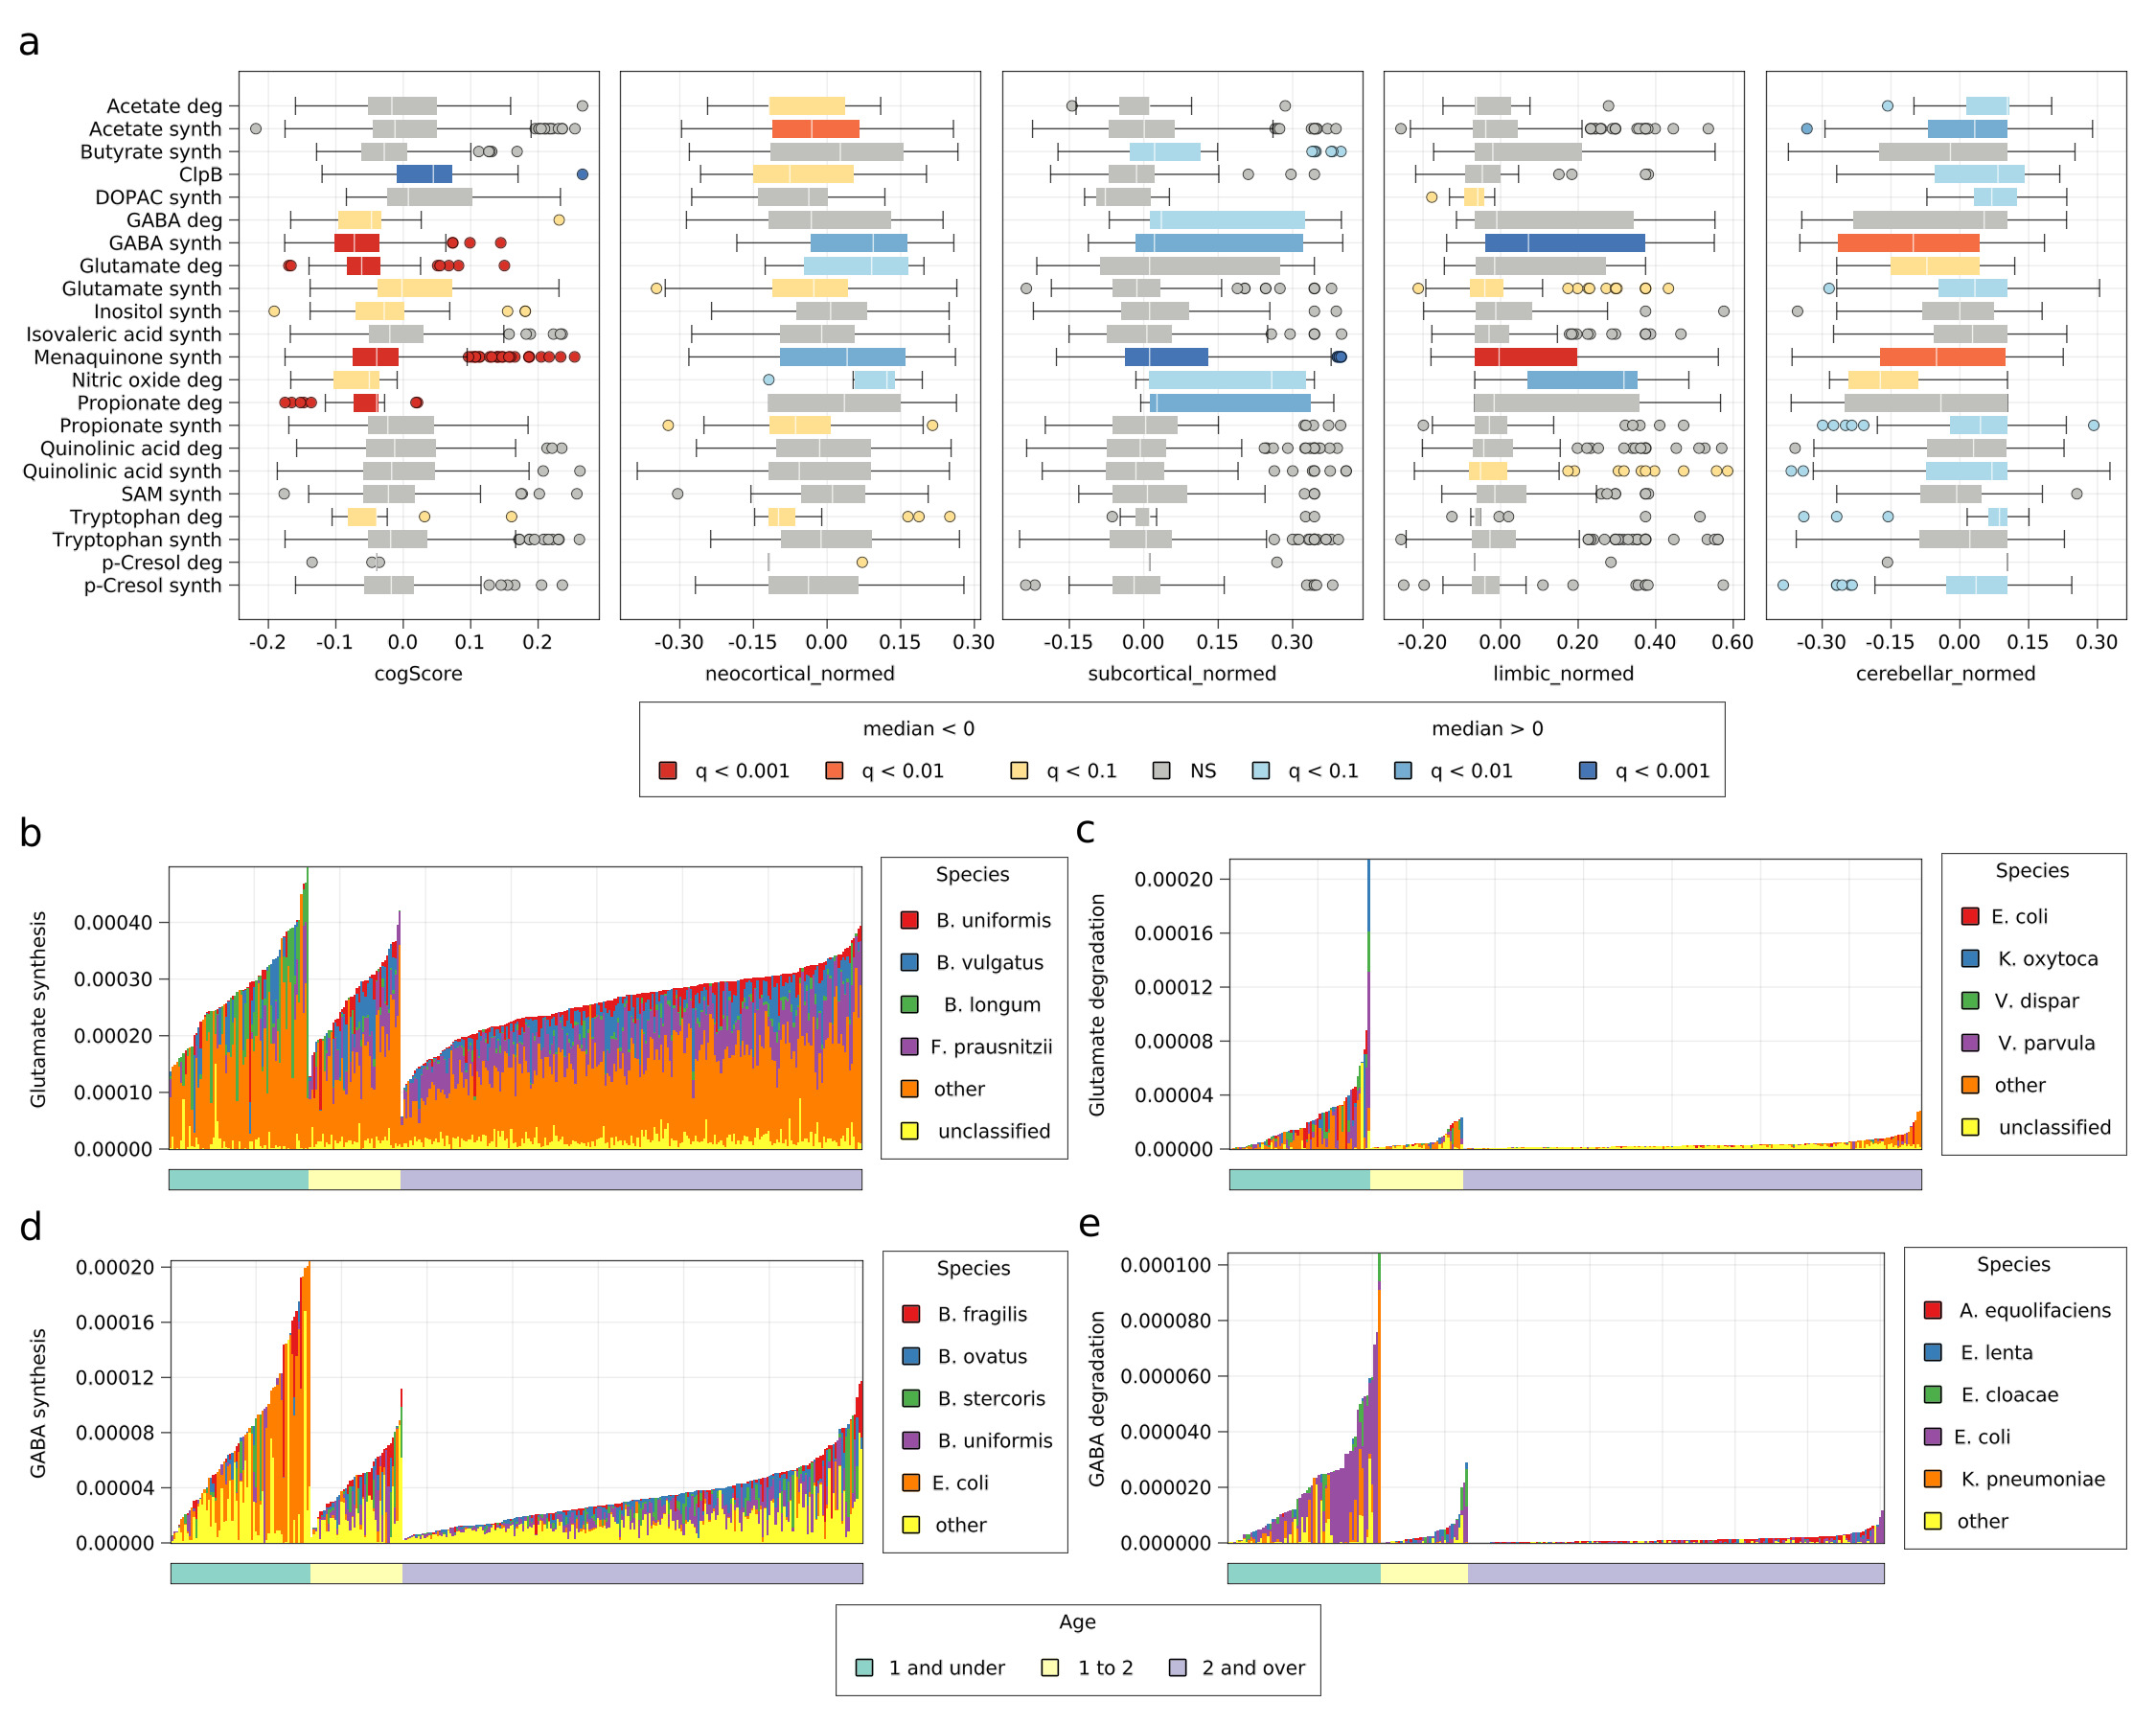 a
Acetate deg
Acetate synth
Butyrate synth
ClpB
DOPAC synth
GABA deg
GABA synth
Glutamate deg
Glutamate synth
Inositol synth
Isovaleric acid synth
Menaquinone synth
Nitric oxide deg
Propionate deg
Propionate synth
Quinolinic acid deg
Quinolinic acid synth
SAM synth
Tryptophan deg
Tryptophan synth
p-Cresol deg
p-Cresol synth
-0.2 -0.1 0.0 0.1 0.2
cogScore
-0.30 -0.15 0.00 0.15 0.30
neocortical_normed
-0.15 0.00 0.15 0.30
subcortical_normed
-0.20 0.00 0.20 0.40 0.60
limbic_normed
-0.30 -0.15 0.00 0.15 0.30
cerebellar_normed
median < 0 median > 0
q < 0.001 q < 0.01 q < 0.1 NS q < 0.1 q < 0.01 q < 0.001
b
Glutamate synthesis
0.00040
0.00030
0.00020
0.00010
0.00000
Species
B. uniformis
B. vulgatus
B. longum
F. prausnitzii
other
unclassified
c
Glutamate degradation
0.00020
0.00016
0.00012
0.00008
0.00004
0.00000
Species
E. coli
K. oxytoca
V. dispar
V. parvula
other
unclassified
d
GABA synthesis
0.00020
0.00016
0.00012
0.00008
0.00004
0.00000
Species
B. fragilis
B. ovatus
B. stercoris
B. uniformis
E. coli
other
e
GABA degradation
0.000100
0.000080
0.000060
0.000040
0.000020
0.000000
Species
A. equolifaciens
E. lenta
E. cloacae
E. coli
K. pneumoniae
other
Age
1 and under 1 to 2 2 and over